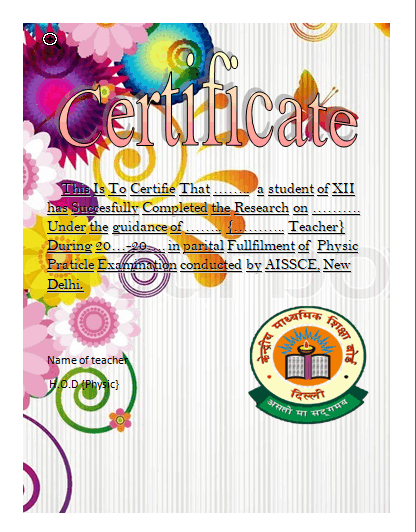 Certificate
This Is To Certifie That …….. a student of XII
has Succesfully Completed the Research on ………..
Under the guidance of …….. {……….. Teacher}
During 20…-20…. in parital Fullfilment of Physic
Praticle Examination conducted by AISSCE, New
Delhi.
Name of teacher
H.O.D {Physic}
केन्द्रीय माध्यमिक शिक्षा बोर्ड
दिल्ली
असतो मा सद्गमय